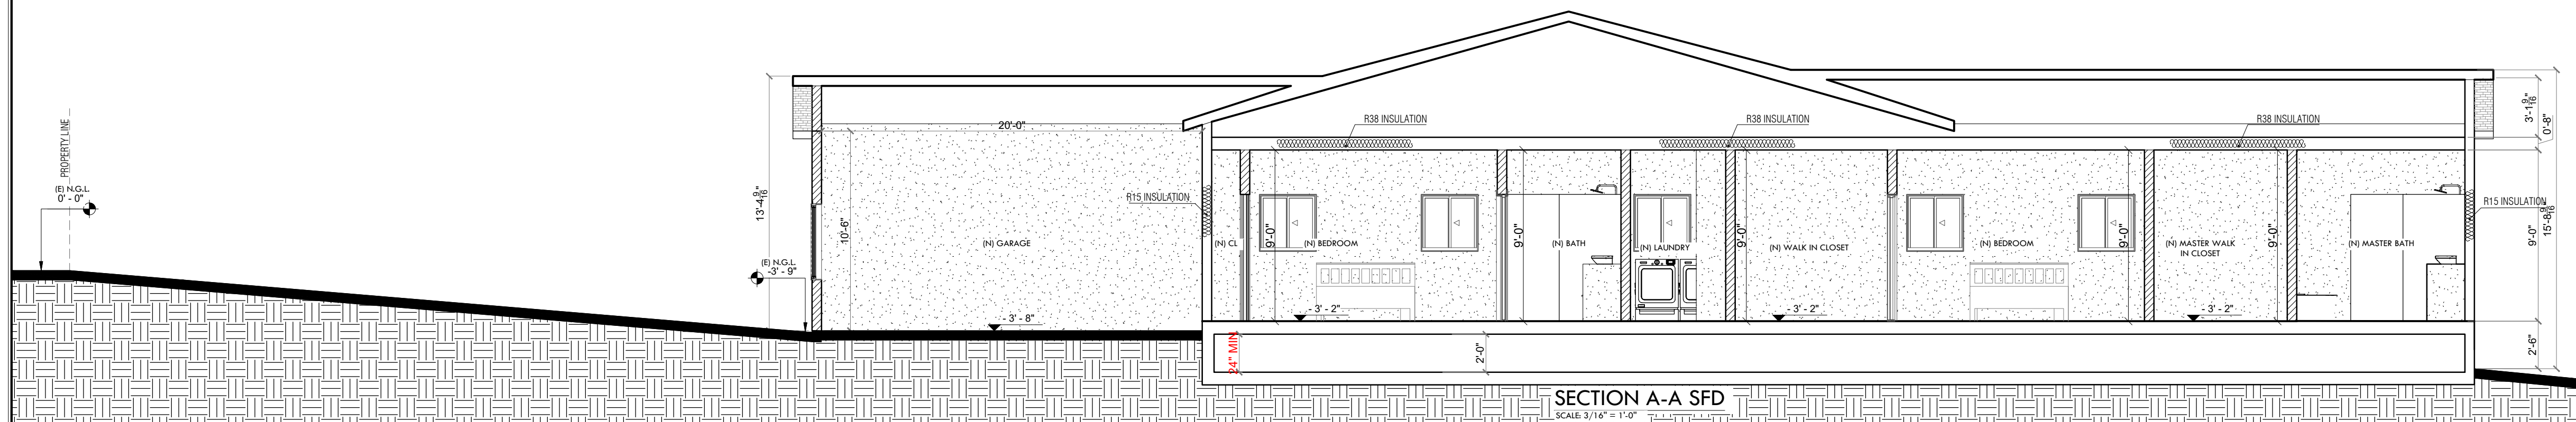 PROPERTY LINE
(E) N.G.L.
0' - 0"
13'-4 9/16"
(E) N.G.L.
-3' - 9"
20'-0"
10'-6"
(N) GARAGE
- 3' - 8"
R15 INSULATION
(N) CL
9'-0"
R38 INSULATION
(N) BEDROOM
- 3' - 2"
24" MIN
2'-0"
9'-0"
(N) BATH
(N) LAUNDRY
R38 INSULATION
9'-0"
(N) WALK IN CLOSET
- 3' - 2"
(N) BEDROOM
9'-0"
R38 INSULATION
(N) MASTER WALK
IN CLOSET
9'-0"
- 3' - 2"
(N) MASTER BATH
R15 INSULATION
3'-1 9/16"
0'-8"
9'-0"
15'-8 9/16"
2'-6"
SECTION A-A SFD
SCALE: 3/16" = 1'-0"